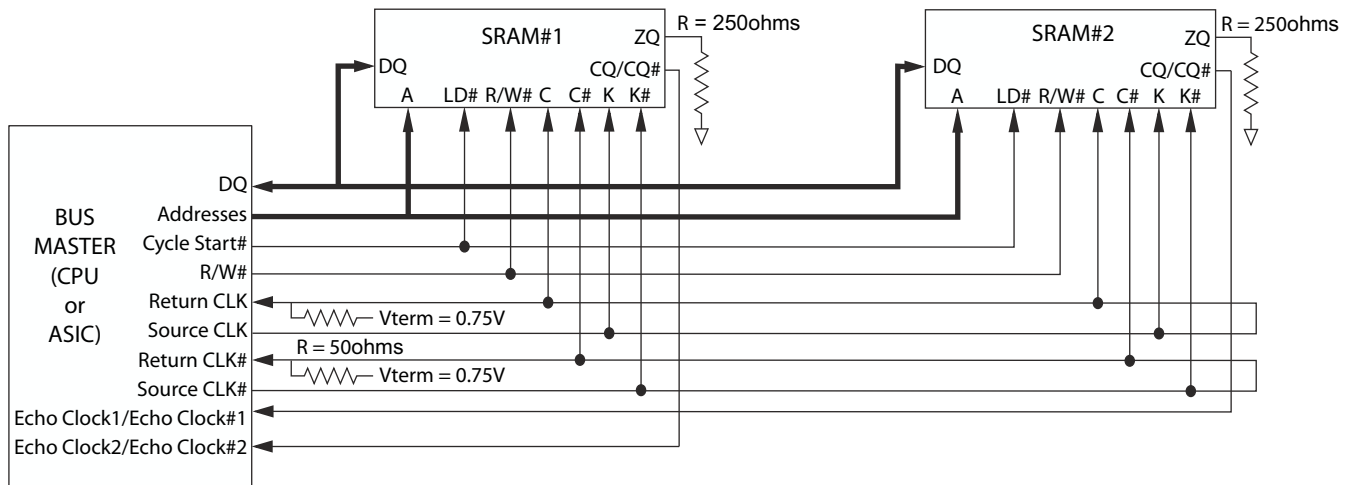 R = 250ohms
SRAM#1
ZQ
CQ/CQ#
DQ
A LD# R/W# C C# K K#
R = 250ohms
SRAM#2
ZQ
CQ/CQ#
DQ
A LD# R/W# C C# K K#
BUS
MASTER
(CPU
or
ASIC)
DQ
Addresses
Cycle Start#
R/W#
Return CLK
Source CLK
Return CLK#
Source CLK#
Echo Clock1/Echo Clock#1
Echo Clock2/Echo Clock#2
Vterm = 0.75V
R = 50ohms
Vterm = 0.75V